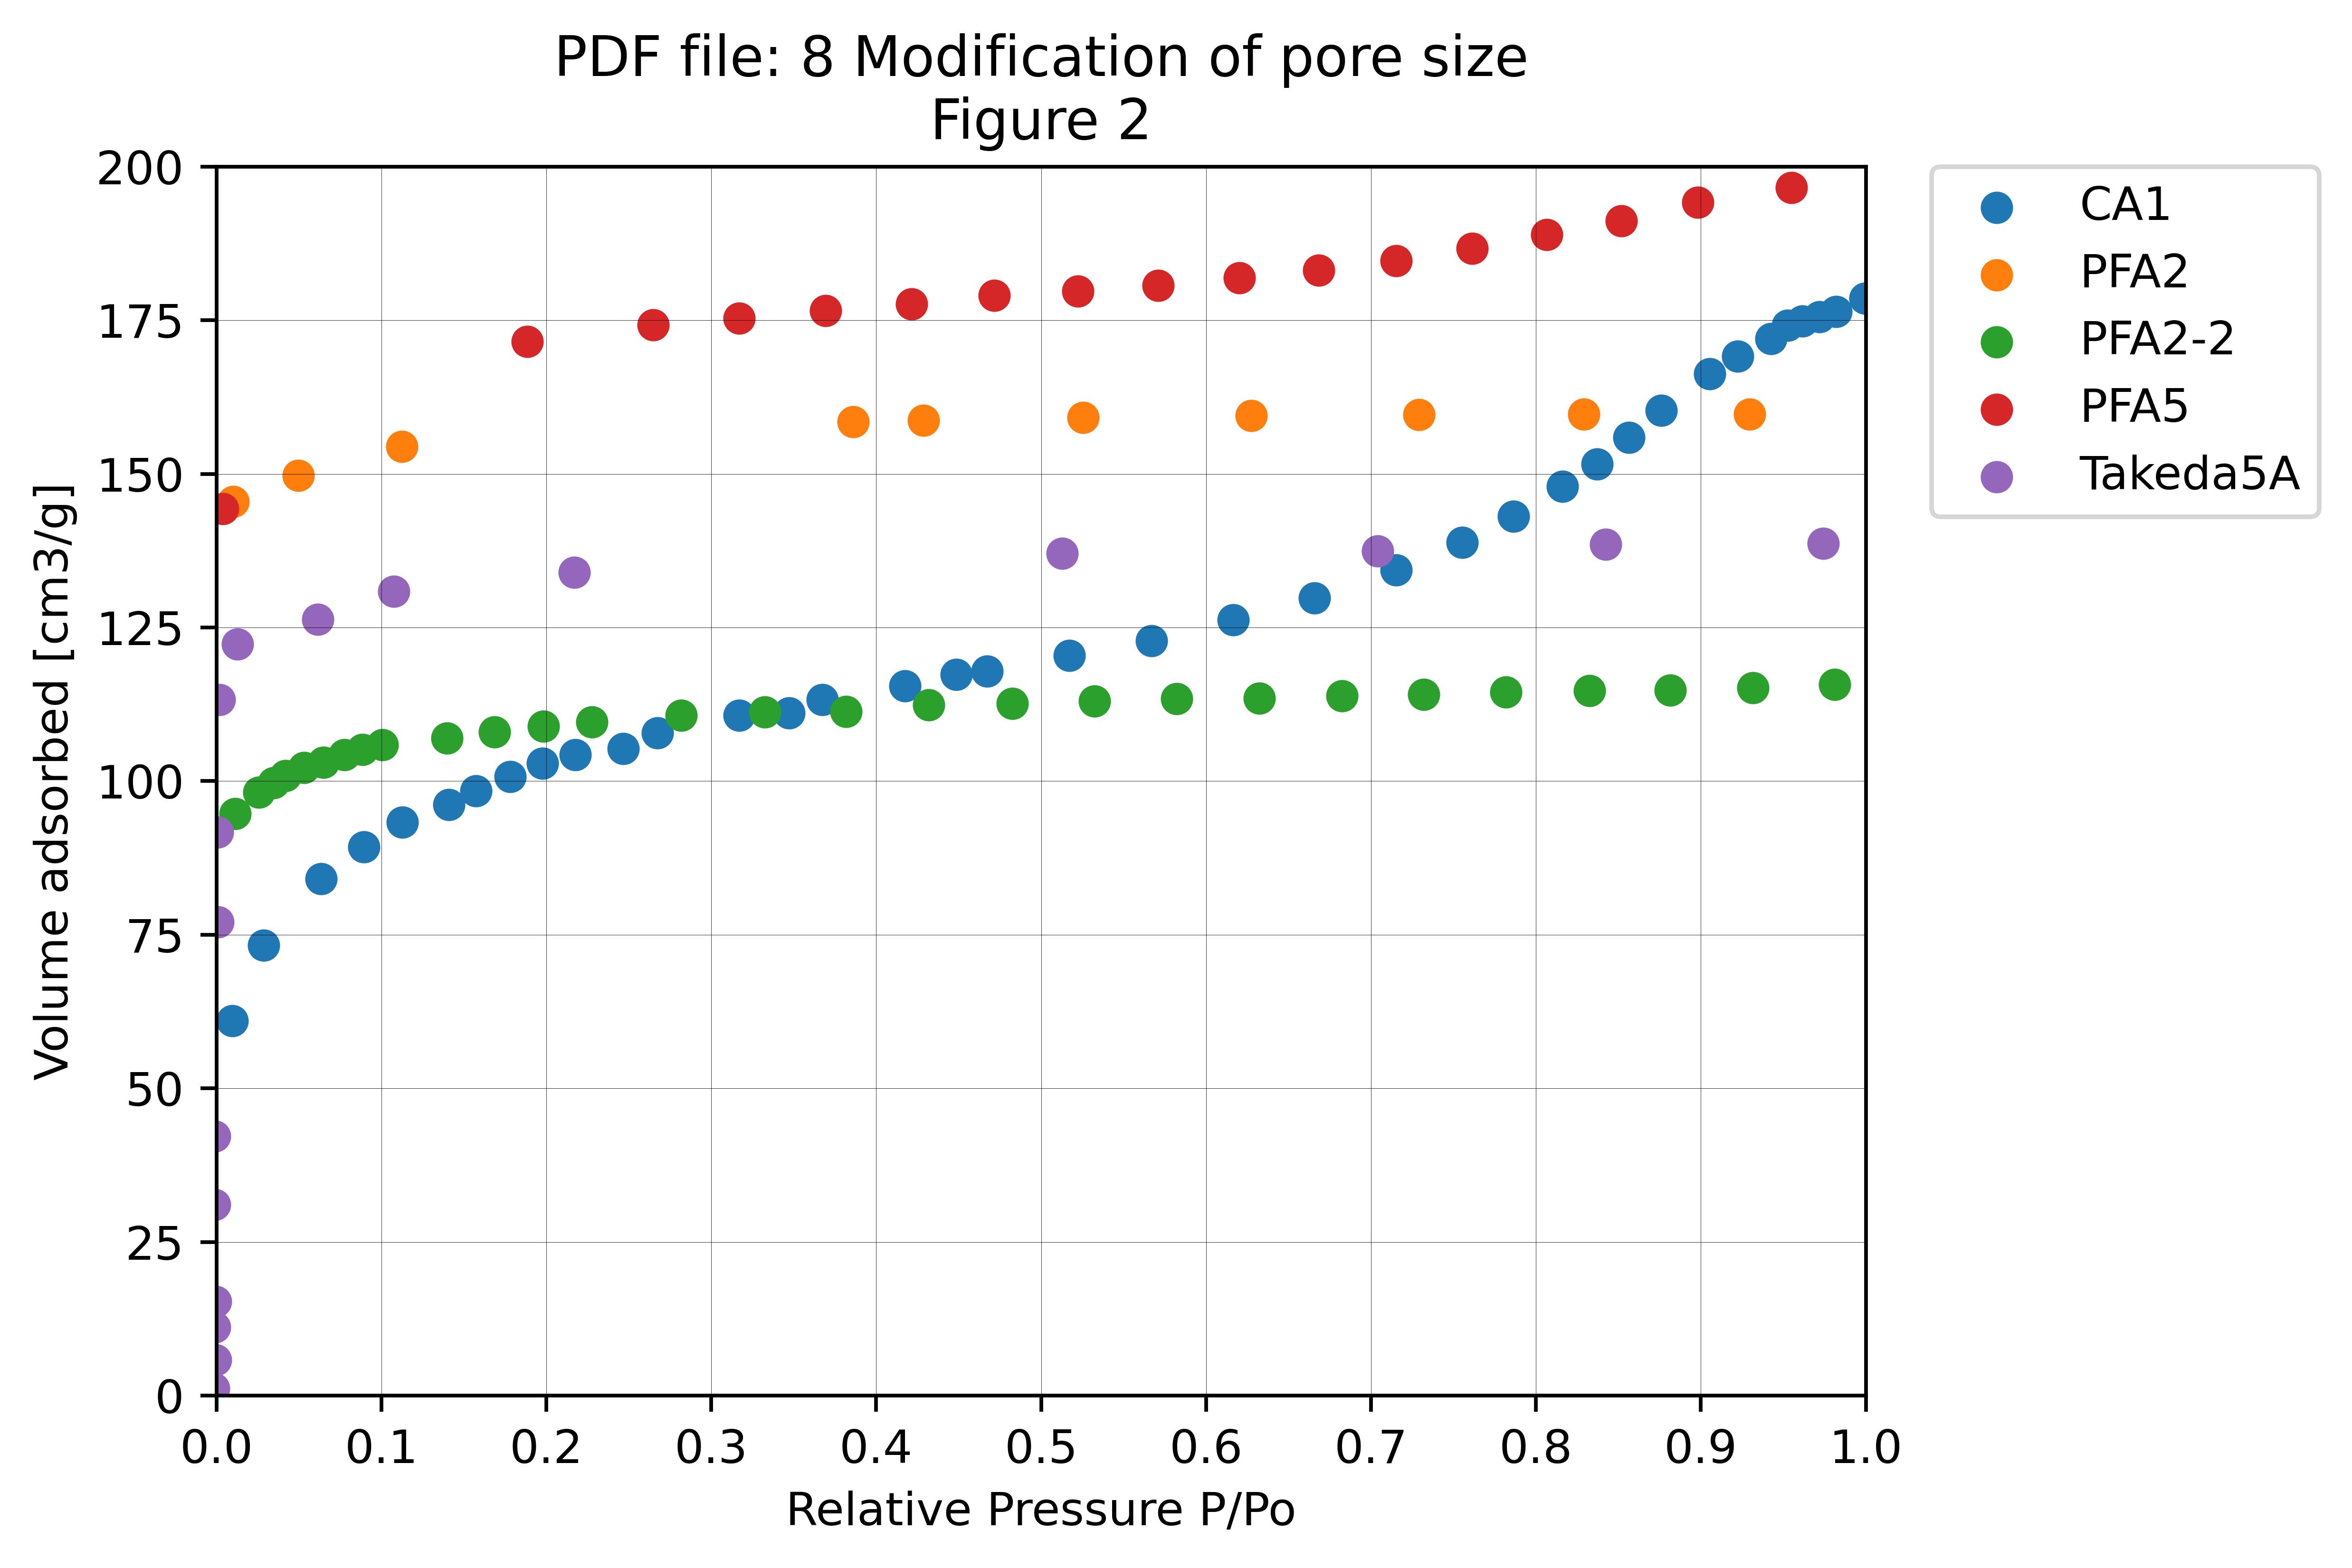 PDF file: 8 Modification of pore size
Figure 2
200
175
150
125
100
75
50
25
0
Volume adsorbed [cm3/g]
0.0 0.1 0.2 0.3 0.4 0.5 0.6 0.7 0.8 0.9 1.0
Relative Pressure P/Po
CA1
PFA2
PFA2-2
PFA5
Takeda5A